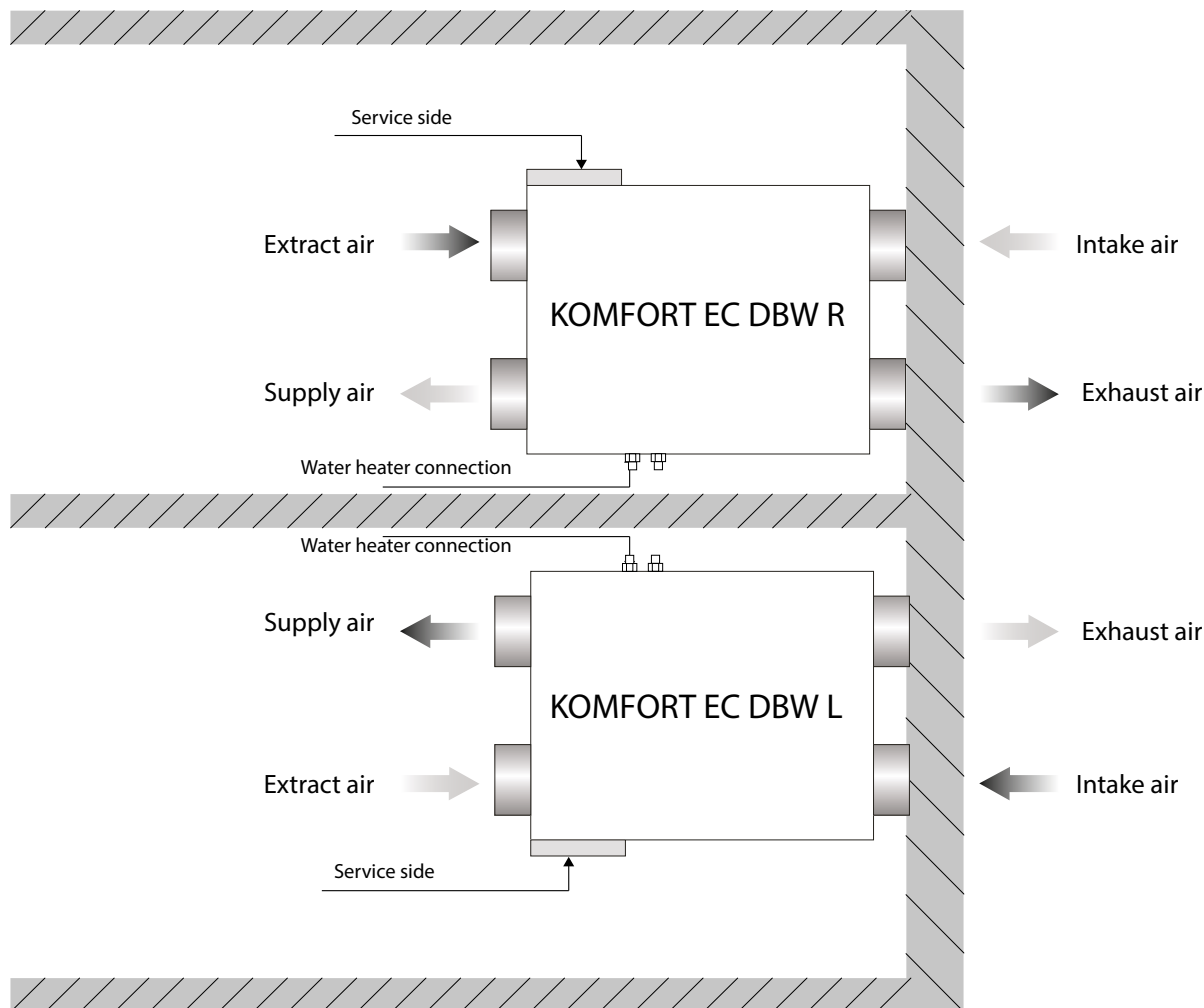 Service side
Extract air
Intake air
KOMFORT EC DBW R
Supply air
Exhaust air
Water heater connection
Water heater connection
Supply air
Exhaust air
KOMFORT EC DBW L
Extract air
Intake air
Service side